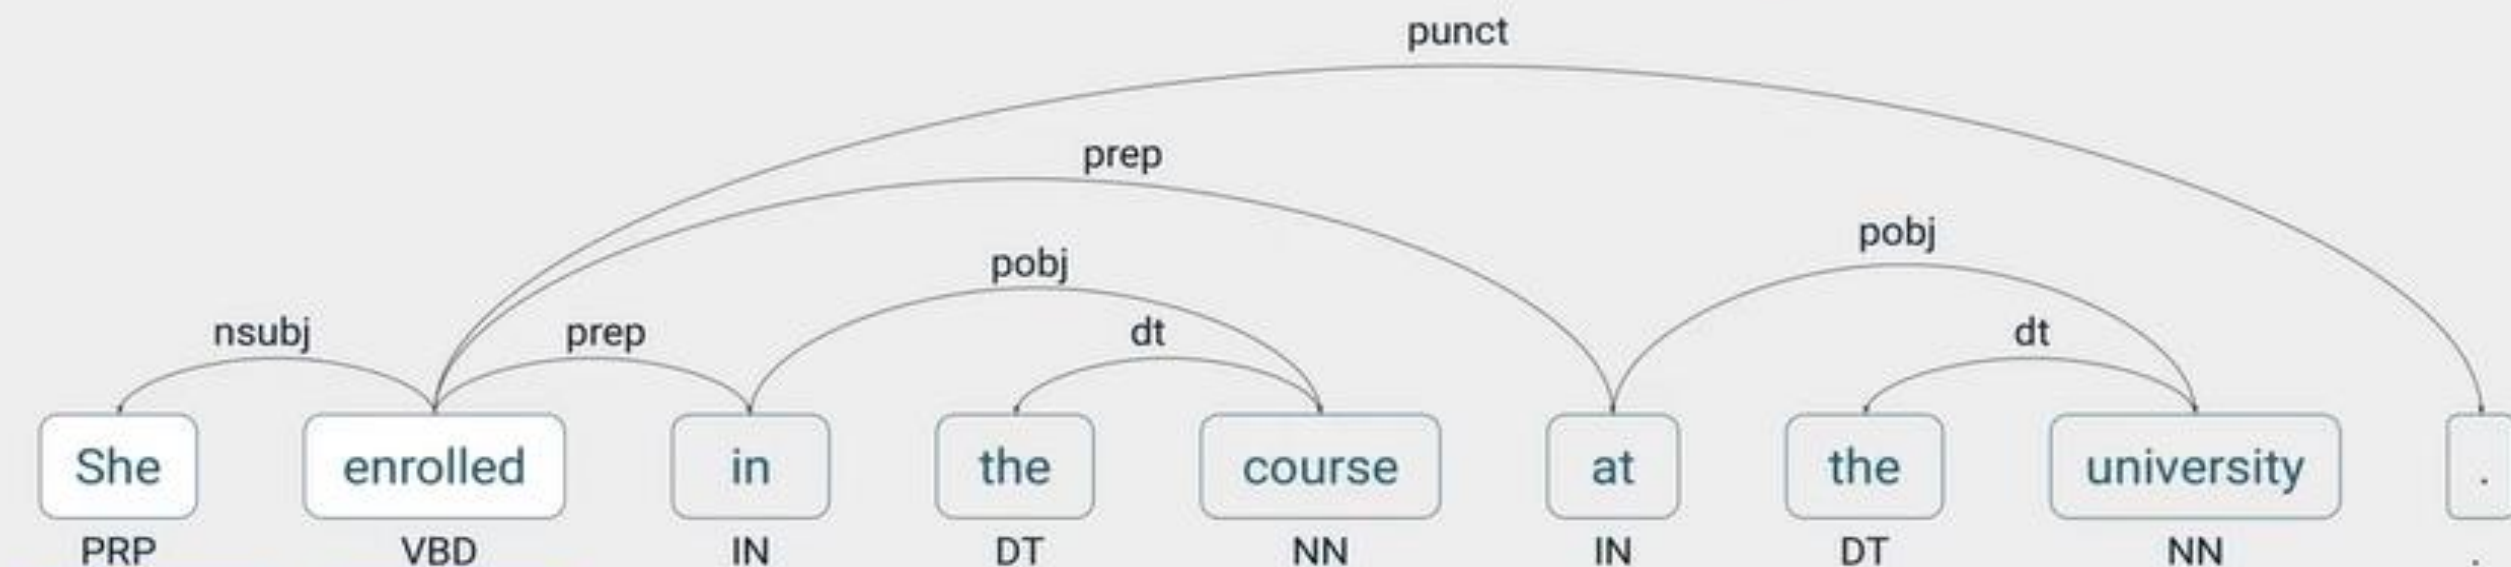 punct
prep
pobj
pobj
nsubj prep dt dt
She enrolled in the course at the university .
PRP VBD IN DT NN IN DT NN .